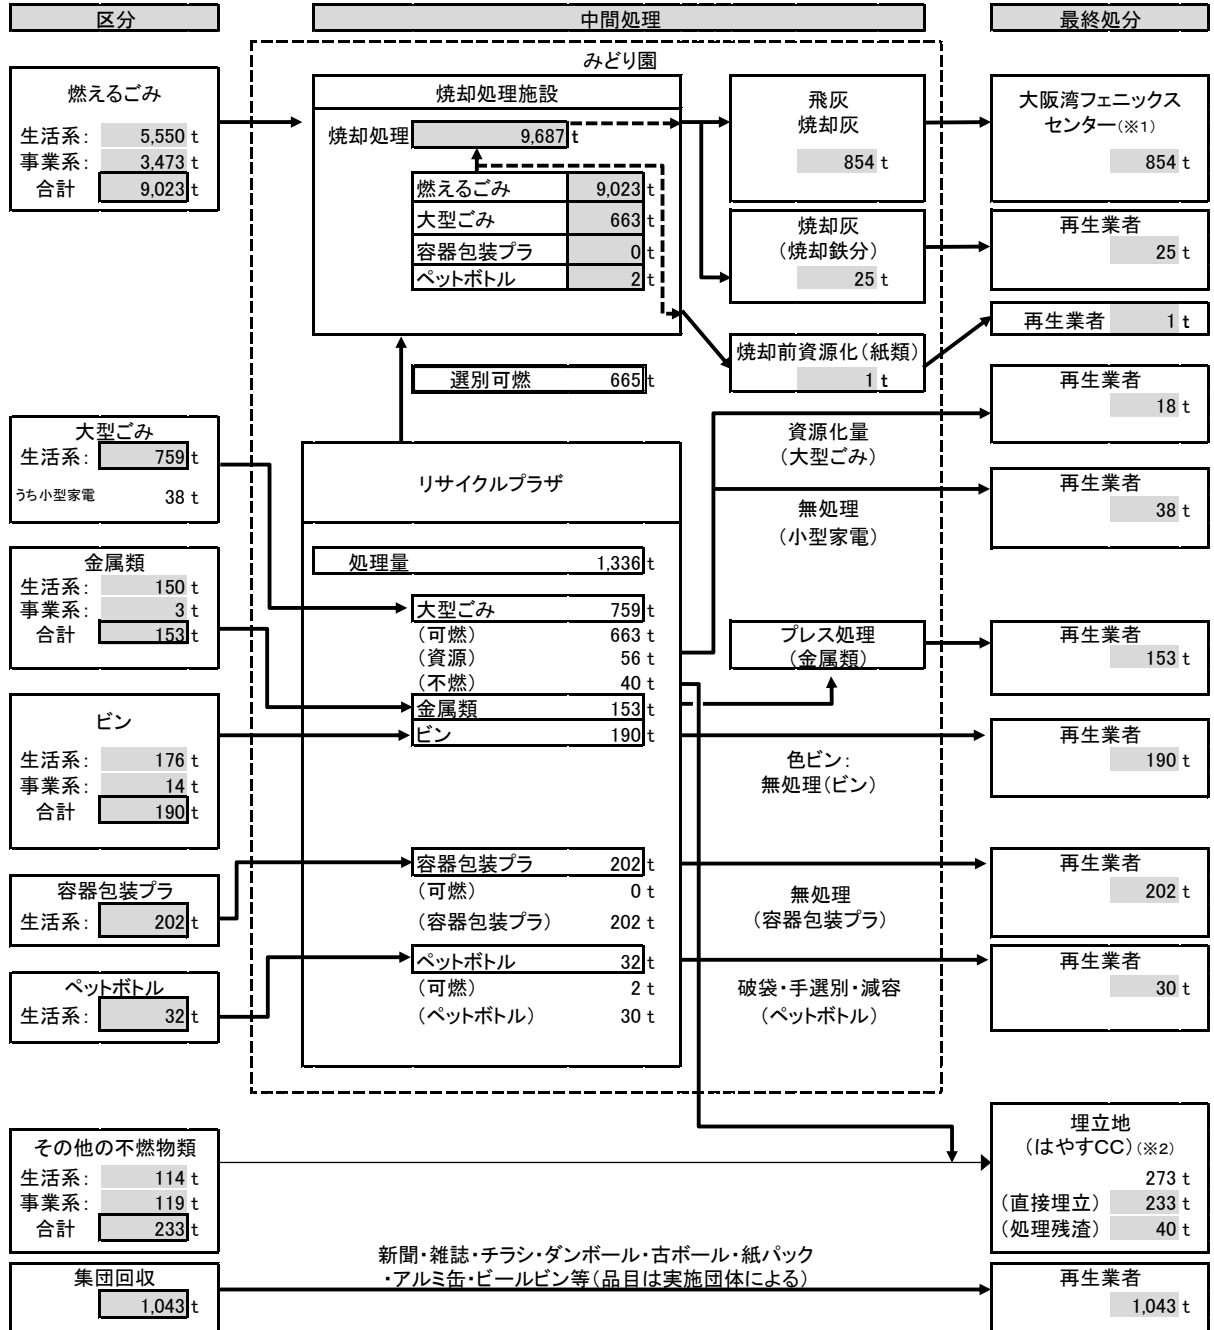 区分
中間処理
最終処分
みどり園
燃えるごみ
生活系： 5,550 t
事業系： 3,473 t
合計 9,023 t
焼却処理施設
焼却処理 9,687 t
燃えるごみ 9,023 t
大型ごみ 663 t
容器包装プラ 0 t
ペットボトル 2 t
飛灰
焼却灰
854 t
大阪湾フェニックス
センター(※1)
854 t
焼却灰
（焼却鉄分）
25 t
再生業者
25 t
焼却前資源化（紙類）
1 t
再生業者 1 t
選別可燃 665 t
大型ごみ
生活系： 759 t
うち小型家電 38 t
リサイクルプラザ
処理量 1,336 t
大型ごみ 759 t
（可燃） 663 t
（資源） 56 t
（不燃） 40 t
金属類 153 t
ビン 190 t
資源化量
（大型ごみ）
再生業者
18 t
無処理
（小型家電）
再生業者
38 t
金属類
生活系： 150 t
事業系： 3 t
合計 153 t
プレス処理
（金属類）
再生業者
153 t
ビン
生活系： 176 t
事業系： 14 t
合計 190 t
色ビン：
無処理（ビン）
再生業者
190 t
容器包装プラ
生活系： 202 t
容器包装プラ 202 t
（可燃） 0 t
（容器包装プラ） 202 t
無処理
（容器包装プラ）
再生業者
202 t
ペットボトル
生活系： 32 t
ペットボトル 32 t
（可燃） 2 t
（ペットボトル） 30 t
破袋・手選別・減容
（ペットボトル）
再生業者
30 t
その他の不燃物類
生活系： 114 t
事業系： 119 t
合計 233 t
埋立地
（はやすCC）(※2)
273 t
（直接埋立） 233 t
（処理残渣） 40 t
集団回収
1,043 t
新聞・雑誌・チラシ・ダンボール・古ボール・紙パック
・アルミ缶・ビールビン等（品目は実施団体による）
再生業者
1,043 t